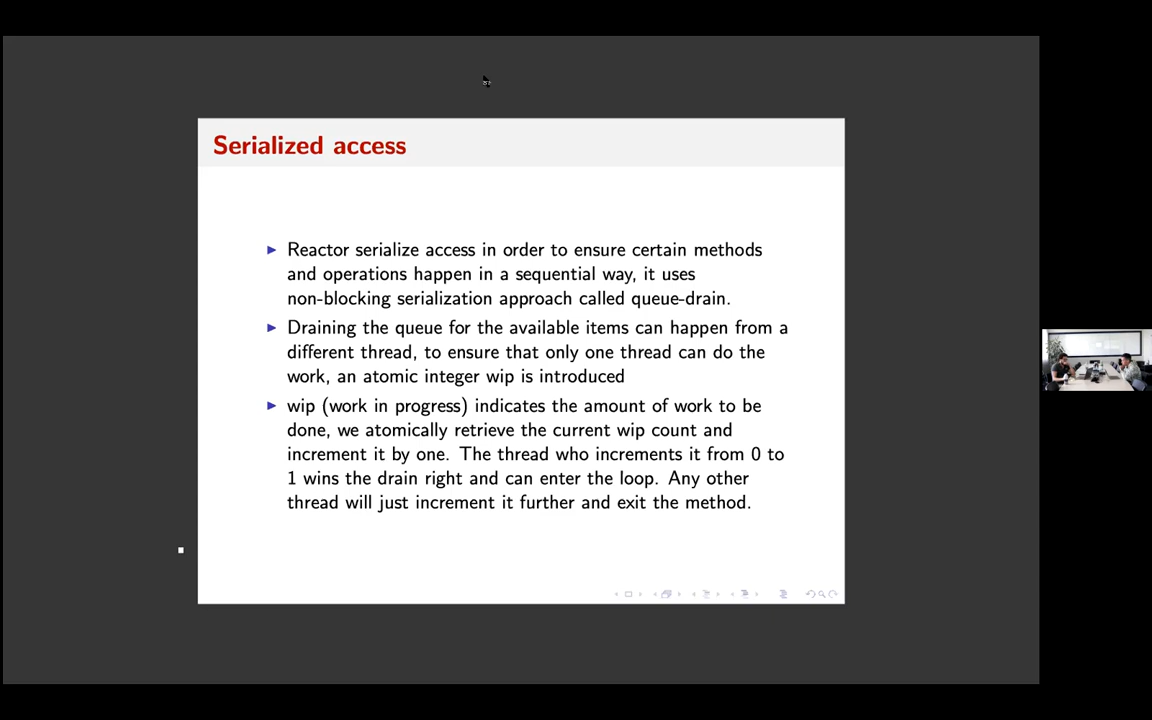 Serialized access
Reactor serialize access in order to ensure certain methods
and operations happen in a sequential way, it uses
non-blocking serialization approach called queue-drain.
Draining the queue for the available items can happen from a
different thread, to ensure that only one thread can do the
work, an atomic integer wip is introduced
wip (work in progress) indicates the amount of work to be
done, we atomically retrieve the current wip count and
increment it by one. The thread who increments it from 0 to
1 wins the drain right and can enter the loop. Any other
thread will just increment it further and exit the method.